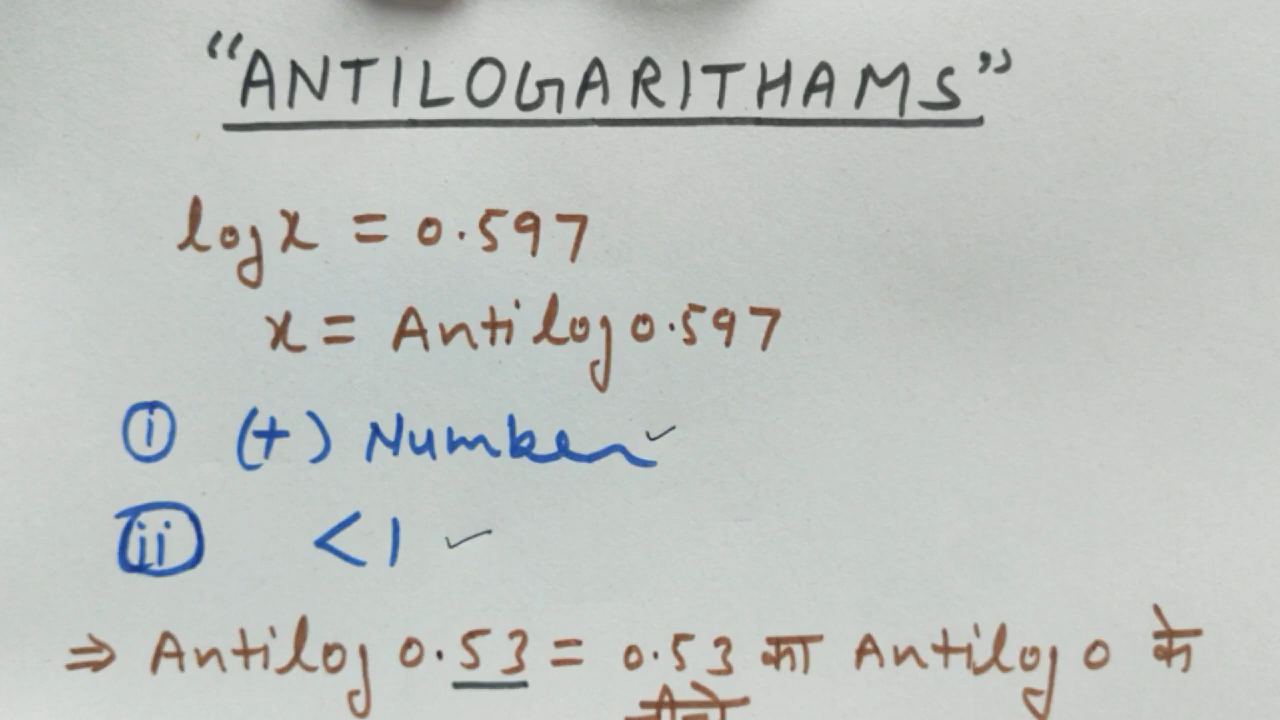 “ANTILOGARITHAMS”
log x = 0.597
x = Antilog 0.597
(i) (+) Number ✓
(ii) < 1 ✓
⇒ Antilog 0.53 = 0.53 का Antilog 0 के